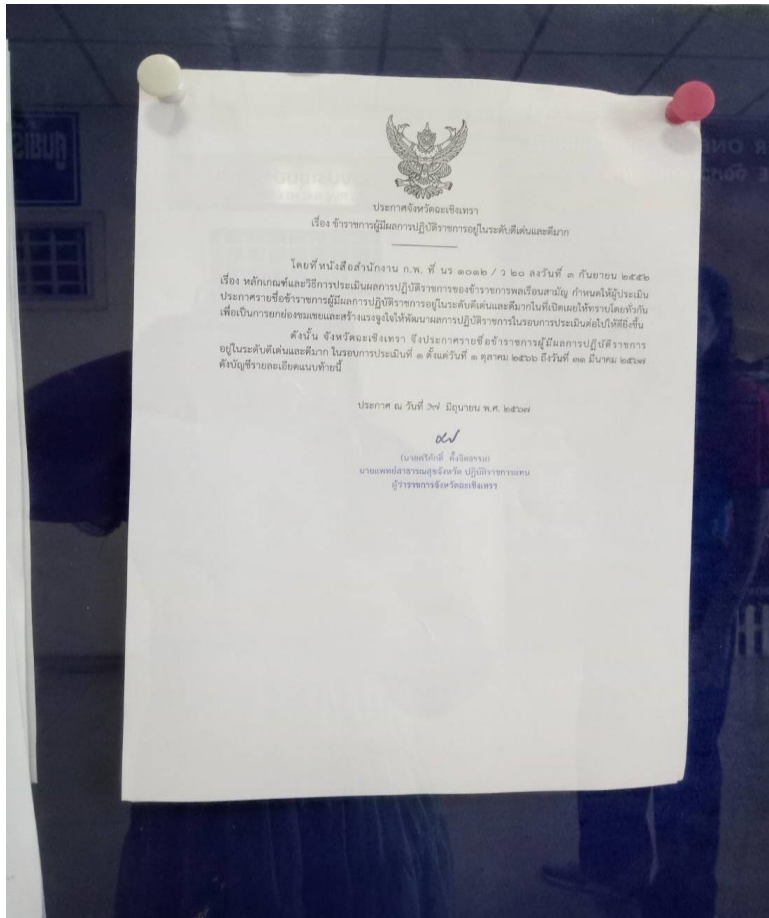 ประกาศจังหวัดฉะเชิงเทรา
เรื่อง ข้าราชการผู้มีผลการปฏิบัติราชการอยู่ในระดับดีเด่นและดีมาก
โดยที่หนังสือสำนักงาน ก.พ. ที่ นร ๑๐๑๒ / ว ๒๐ ลงวันที่ ๓ กันยายน ๒๕๕๒
เรื่อง หลักเกณฑ์และวิธีการประเมินผลการปฏิบัติราชการของข้าราชการพลเรือนสามัญ กำหนดให้ผู้ประเมิน
ประกาศรายชื่อข้าราชการผู้มีผลการปฏิบัติราชการอยู่ในระดับดีเด่นและดีมากในที่เปิดเผยให้ทราบโดยทั่วกัน
เพื่อเป็นการยกย่องชมเชยและสร้างแรงจูงใจให้พัฒนาผลการปฏิบัติราชการในรอบการประเมินต่อไปให้ดียิ่งขึ้น
ดังนั้น จังหวัดฉะเชิงเทรา จึงประกาศรายชื่อข้าราชการผู้มีผลการปฏิบัติราชการ
อยู่ในระดับดีเด่นและดีมาก ในรอบการประเมินที่ ๑ ตั้งแต่วันที่ ๑ ตุลาคม ๒๕๖๖ ถึงวันที่ ๓๑ มีนาคม ๒๕๖๗
ดังบัญชีรายละเอียดแนบท้ายนี้
ประกาศ ณ วันที่ มิถุนายน พ.ศ. ๒๕๖๗
นายแพทย์สาธารณสุขจังหวัด ปฏิบัติราชการแทน
ผู้ว่าราชการจังหวัดฉะเชิงเทรา